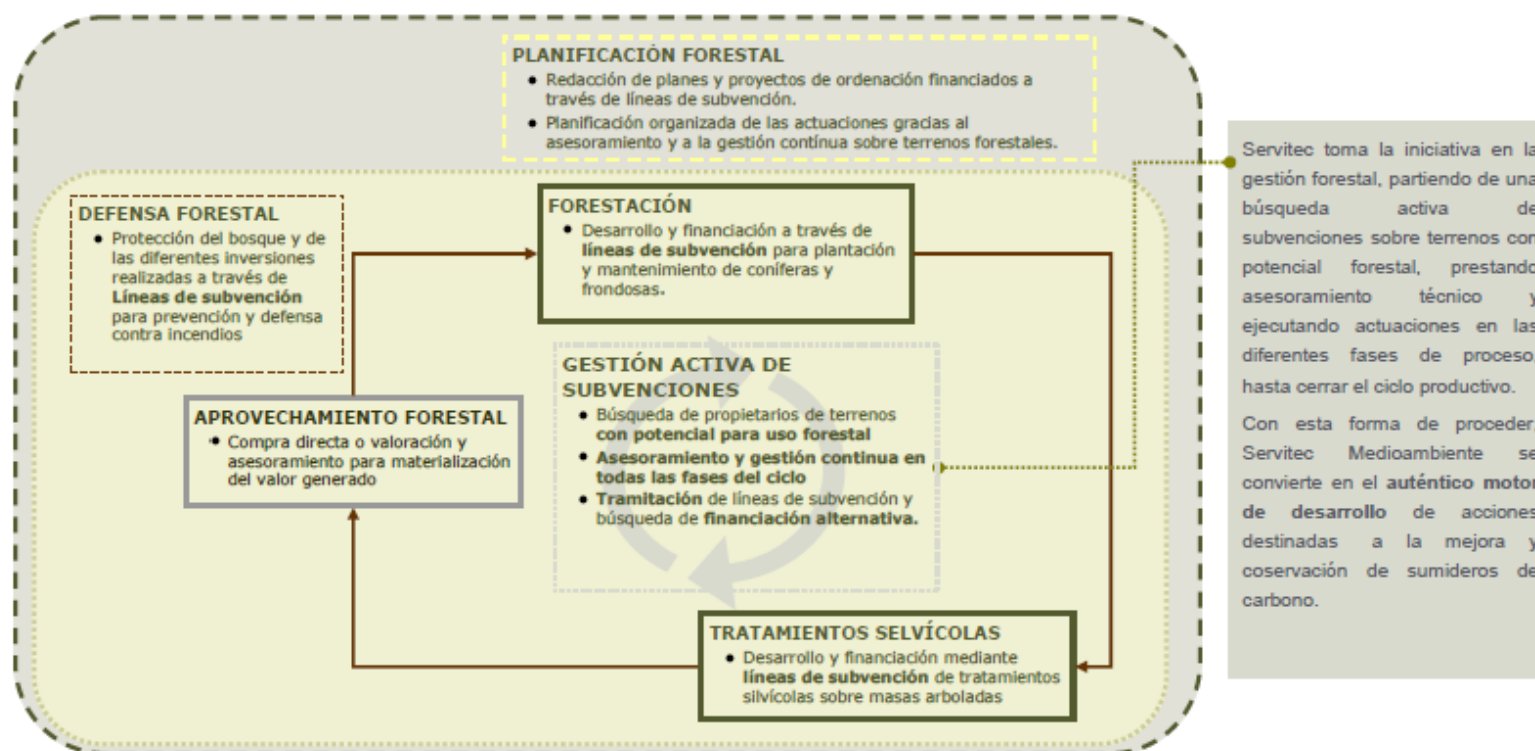 PLANIFICACIÓN FORESTAL
• Redacción de planes y proyectos de ordenación financiados a
través de líneas de subvención.
• Planificación organizada de las actuaciones gracias al
asesoramiento y a la gestión contínua sobre terrenos forestales.
DEFENSA FORESTAL
• Protección del bosque y de
las diferentes inversiones
realizadas a través de
Líneas de subvención
para prevención y defensa
contra incendios
FORESTACIÓN
• Desarrollo y financiación a través de
líneas de subvención para plantación
y mantenimiento de coníferas y
frondosas.
GESTIÓN ACTIVA DE
SUBVENCIONES
• Búsqueda de propietarios de terrenos
con potencial para uso forestal
• Asesoramiento y gestión continua en
todas las fases del ciclo
• Tramitación de líneas de subvención y
búsqueda de financiación alternativa.
APROVECHAMIENTO FORESTAL
• Compra directa o valoración y
asesoramiento para materialización
del valor generado
TRATAMIENTOS SELVÍCOLAS
• Desarrollo y financiación mediante
líneas de subvención de tratamientos
silvícolas sobre masas arboladas
Servitec toma la iniciativa en la
gestión forestal, partiendo de una
búsqueda activa de
subvenciones sobre terrenos con
potencial forestal, prestando
asesoramiento técnico y
ejecutando actuaciones en las
diferentes fases de proceso,
hasta cerrar el ciclo productivo.
Con esta forma de proceder,
Servitec Medioambiente se
convierte en el auténtico motor
de desarrollo de acciones
destinadas a la mejora y
coservación de sumideros de
carbono.